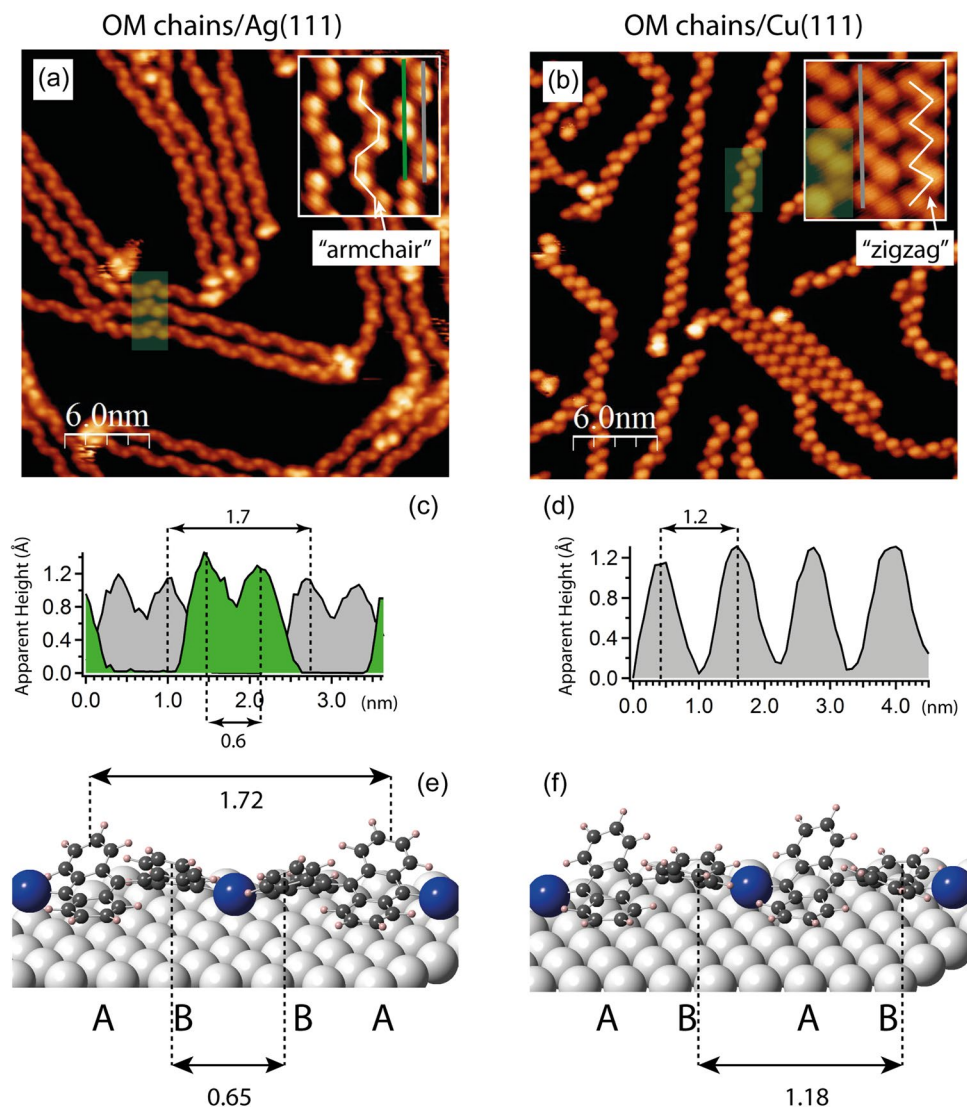 OM chains/Ag(111)
OM chains/Cu(111)
(a)
"armchair"
6.0nm
(b)
"zigzag"
6.0nm
(c)
1.7
Apparent Height (Å)
1.2
0.8
0.4
0.0
0.0 1.0 2.0 3.0 (nm)
0.6
(d)
1.2
Apparent Height (Å)
1.2
0.8
0.4
0.0
0.0 1.0 2.0 3.0 4.0 (nm)
(e)
1.72
A B B A
0.65
(f)
A B A B
1.18